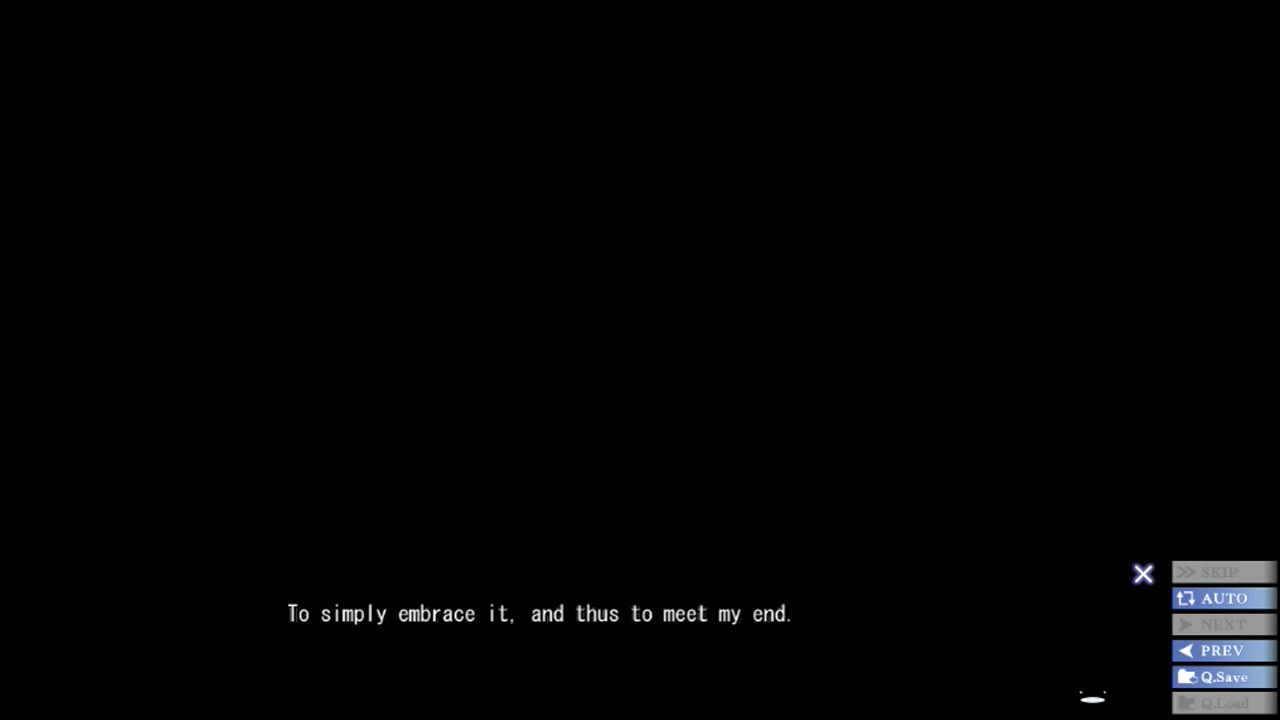 SKIP
AUTO
To simply embrace it, and thus to meet my end.
NEXT
PREV
Q.Save
Q.Load